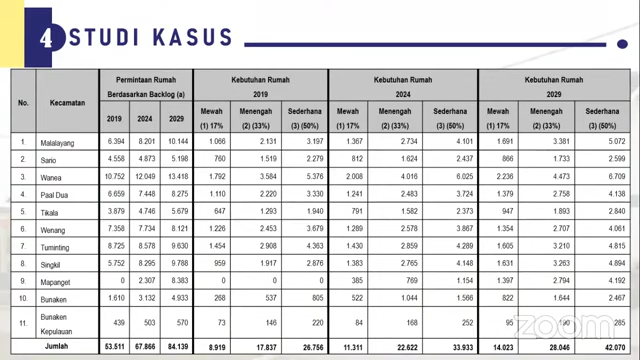 4 STUDI KASUS
No. Kecamatan Permintaan Rumah Berdasarkan Backlog (a) Kebutuhan Rumah 2019 Kebutuhan Rumah 2024 Kebutuhan Rumah 2029
2019 2024 2029 Mewah (1) 17% Menengah (2) (33%) Sederhana (3) (50%) Mewah (1) 17% Menengah (2) (33%) Sederhana (3) (50%) Mewah (1) 17% Menengah (2) (33%) Sederhana (3) (50%)
1. Malalayang 6.394 8.201 10.144 1.066 2.131 3.197 1.367 2.734 4.101 1.691 3.381 5.072
2. Sario 4.558 4.873 5.198 760 1.519 2.279 812 1.624 2.437 866 1.733 2.599
3. Wanea 10.752 12.049 13.418 1.792 3.584 5.376 2.008 4.016 6.025 2.236 4.473 6.709
4. Paal Dua 6.659 7.448 8.275 1.110 2.220 3.330 1.241 2.483 3.724 1.379 2.758 4.138
5. Tikala 3.879 4.746 5.679 647 1.293 1.940 791 1.582 2.373 947 1.893 2.840
6. Wenang 7.358 7.734 8.121 1.226 2.453 3.679 1.289 2.578 3.867 1.354 2.707 4.061
7. Tuminting 8.725 8.578 9.630 1.454 2.908 4.363 1.430 2.859 4.289 1.605 3.210 4.815
8. Singkil 5.752 8.295 9.788 959 1.917 2.876 1.383 2.765 4.148 1.631 3.263 4.894
9. Mapanget 0 2.307 8.383 0 0 0 385 769 1.154 1.397 2.794 4.192
10. Bunaken 1.610 3.132 4.933 268 537 805 522 1.044 1.566 822 1.644 2.467
11. Bunaken Kepulauan 439 503 570 73 146 220 84 168 252 95 190 285
Jumlah 53.511 67.866 84.139 8.919 17.837 26.756 11.311 22.622 33.933 14.023 28.046 42.070
zoom